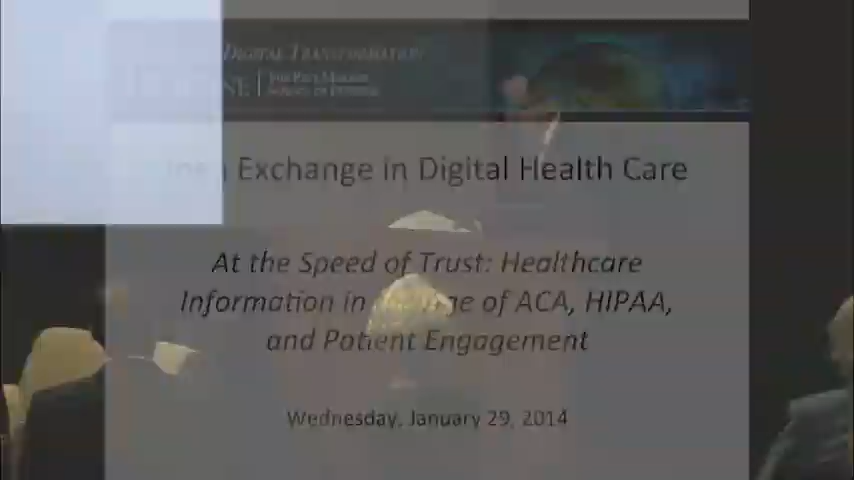 DIGITAL TRANSFORMATION
Exchange in Digital Health Care
At the Speed of Trust: Healthcare
Information in of ACA, HIPAA,
and Patient Engagement
Wednesday, January 29, 2014